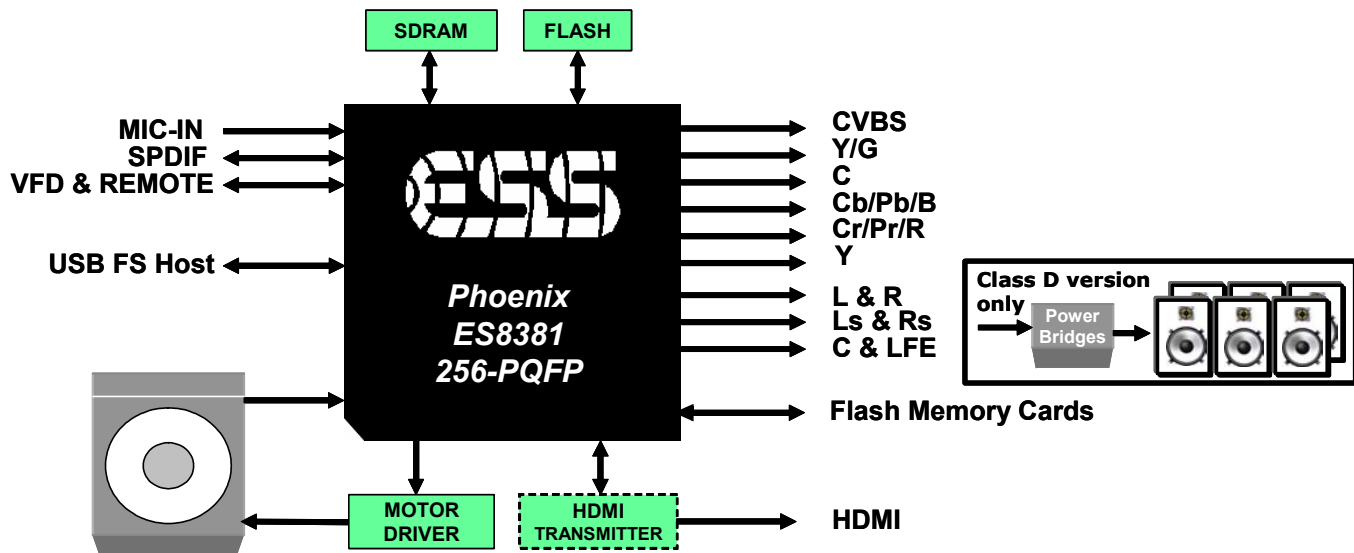 SDRAM
FLASH
MIC-IN
SPDIF
VFD & REMOTE
USB FS Host
ESS
Phoenix
ES8381
256-PQFP
CVBS
Y/G
C
Cb/Pb/B
Cr/Pr/R
Y
L & R
Ls & Rs
C & LFE
Class D version
only
Power
Bridges
Flash Memory Cards
MOTOR
DRIVER
HDMI
TRANSMITTER
HDMI